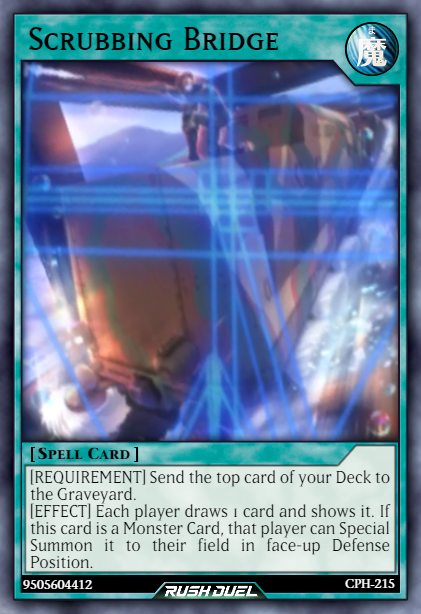 Scrubbing Bridge
ま
魔
[Spell Card]
[REQUIREMENT] Send the top card of your Deck to
the Graveyard.
[EFFECT] Each player draws 1 card and shows it. If
this card is a Monster Card, that player can Special
Summon it to their field in face-up Defense
Position.
9505604412
RUSH DUEL
CPH-215